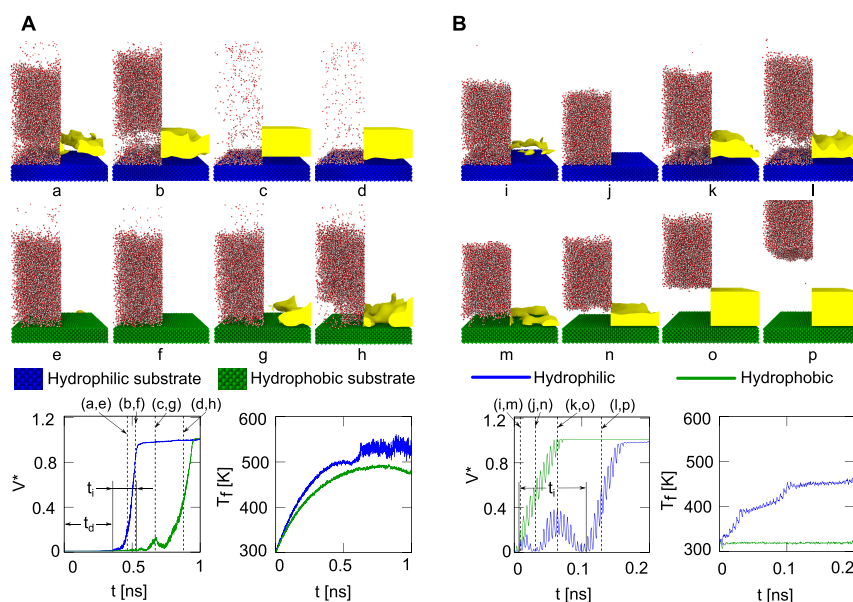 A
B
a b c d
i j k l
e f g h
m n o p
Hydrophilic substrate
Hydrophobic substrate
Hydrophilic
Hydrophobic
(a,e) (b,f) (c,g) (d,h)
1.2
0.8
0.4
0
V*
t_i
t_d
0 0.5 1
t [ns]
600
500
400
300
T_f [K]
0 0.5 1
t [ns]
(i,m) (j,n) (k,o) (l,p)
1.2
0.8
0.4
0
V*
t_i
0 0.1 0.2
t [ns]
600
500
400
300
T_f [K]
0 0.1 0.2
t [ns]